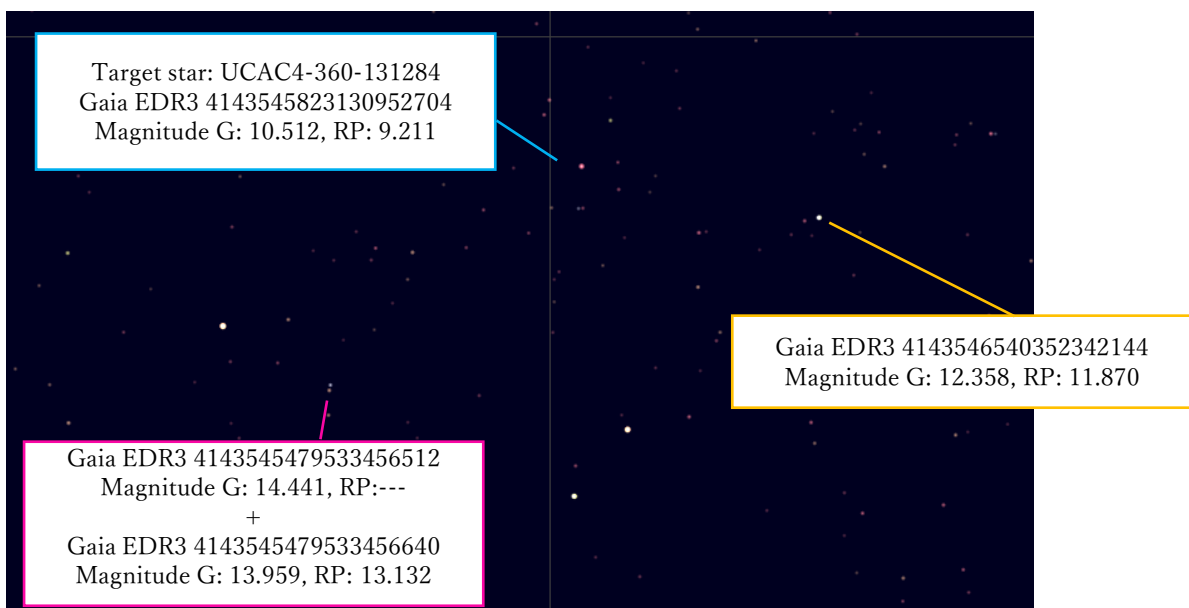 Target star: UCAC4-360-131284
Gaia EDR3 4143545823130952704
Magnitude G: 10.512, RP: 9.211
Gaia EDR3 4143546540352342144
Magnitude G: 12.358, RP: 11.870
Gaia EDR3 4143545479533456512
Magnitude G: 14.441, RP:---
+
Gaia EDR3 4143545479533456640
Magnitude G: 13.959, RP: 13.132